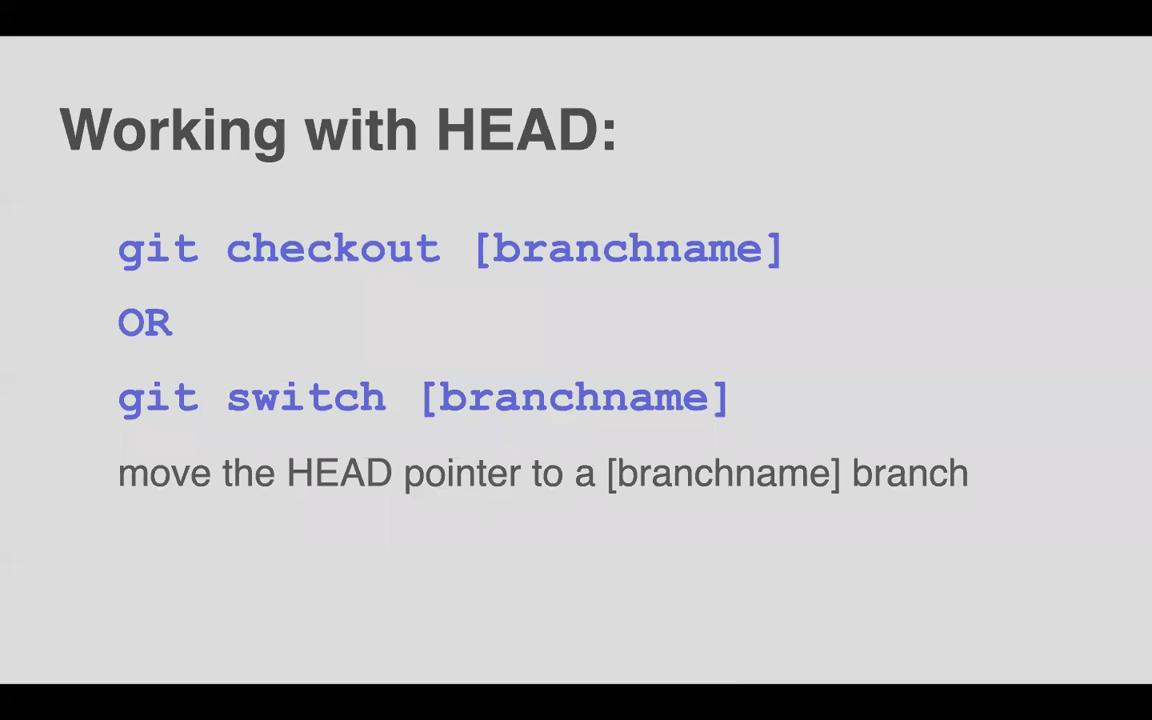 Working with HEAD:
git checkout [branchname]
OR
git switch [branchname]
move the HEAD pointer to a [branchname] branch